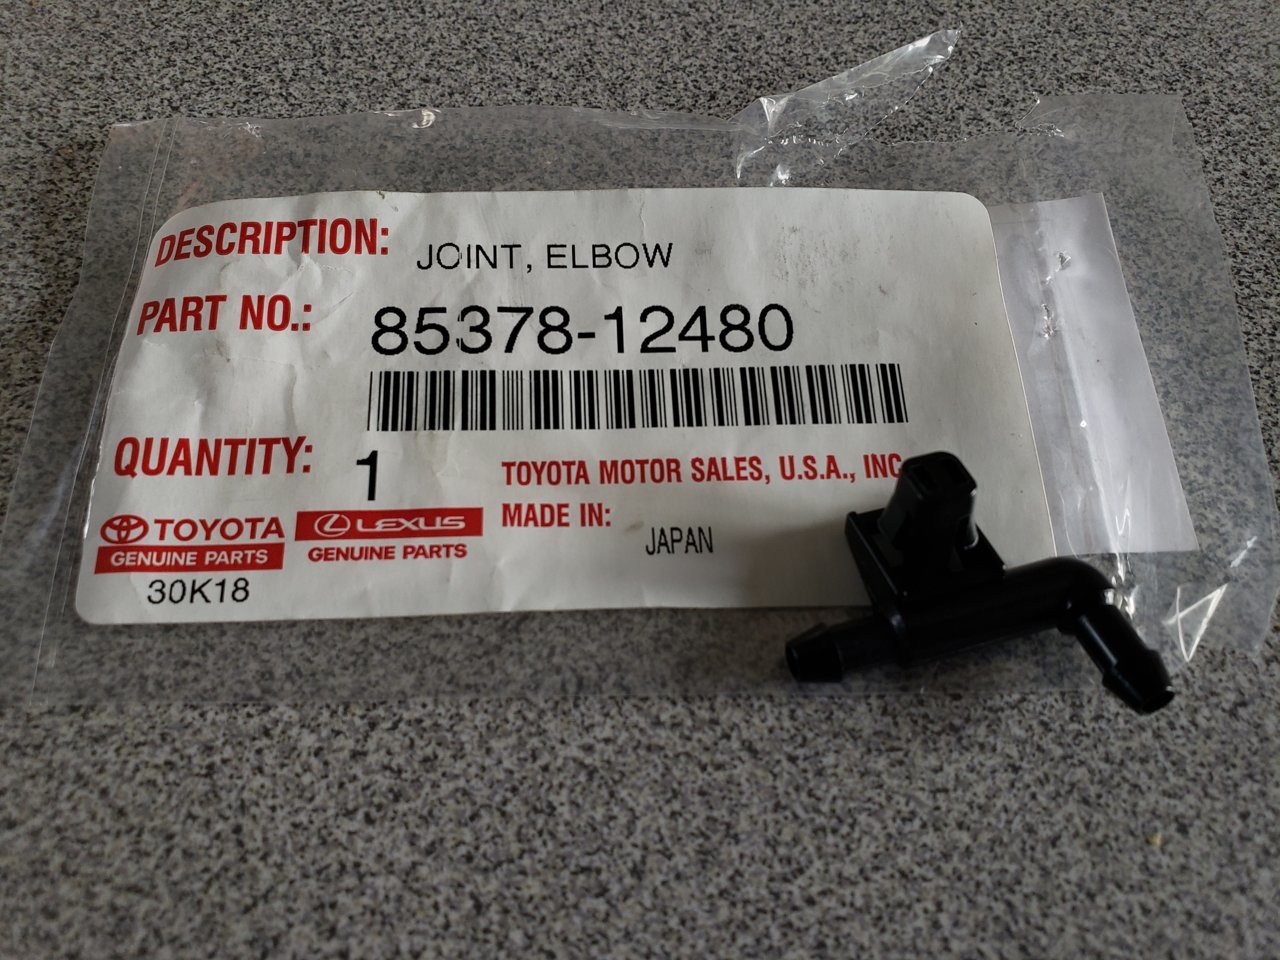 DESCRIPTION: JOINT, ELBOW
PART NO.: 85378-12480
QUANTITY: 1
TOYOTA MOTOR SALES, U.S.A., INC
MADE IN: JAPAN
TOYOTA
GENUINE PARTS
LEXUS
GENUINE PARTS
30K18